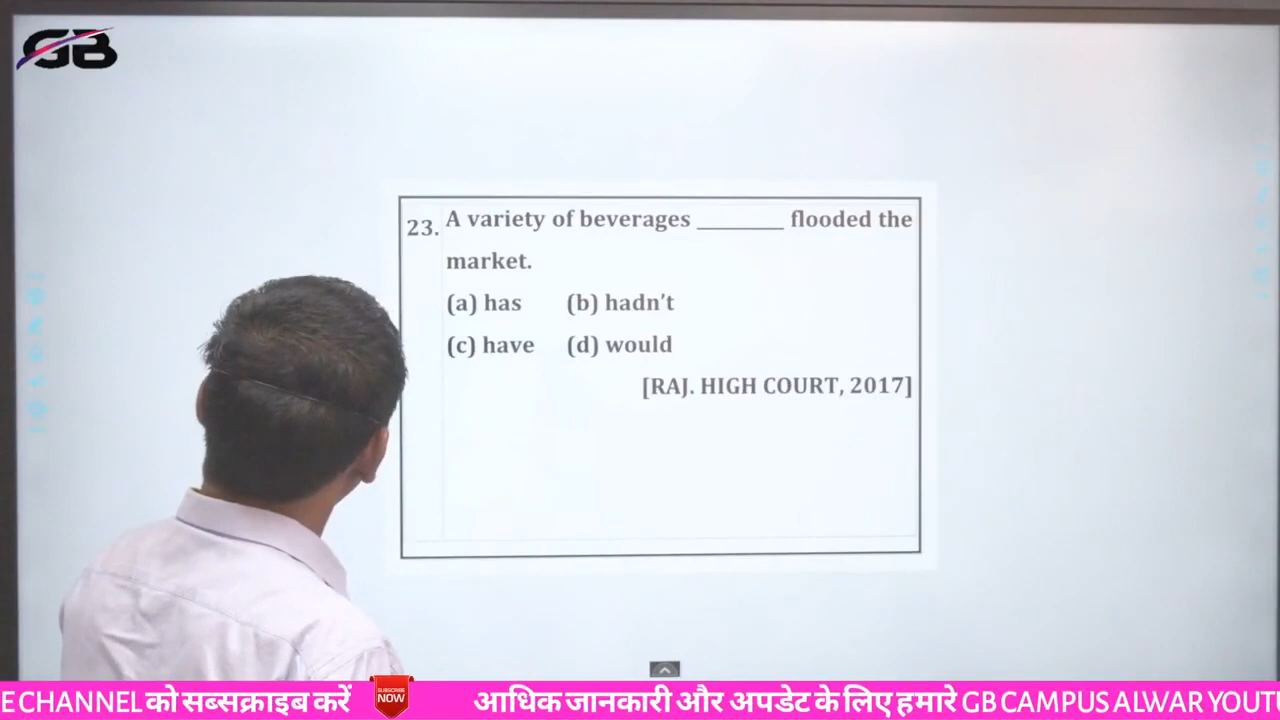 GB
23. A variety of beverages ________ flooded the
market.
(a) has (b) hadn't
(c) have (d) would
[RAJ. HIGH COURT, 2017]
E CHANNEL को सब्सक्राइब करें SUBSCRIBE NOW आधिक जानकारी और अपडेट के लिए हमारे GB CAMPUS ALWAR YOUT